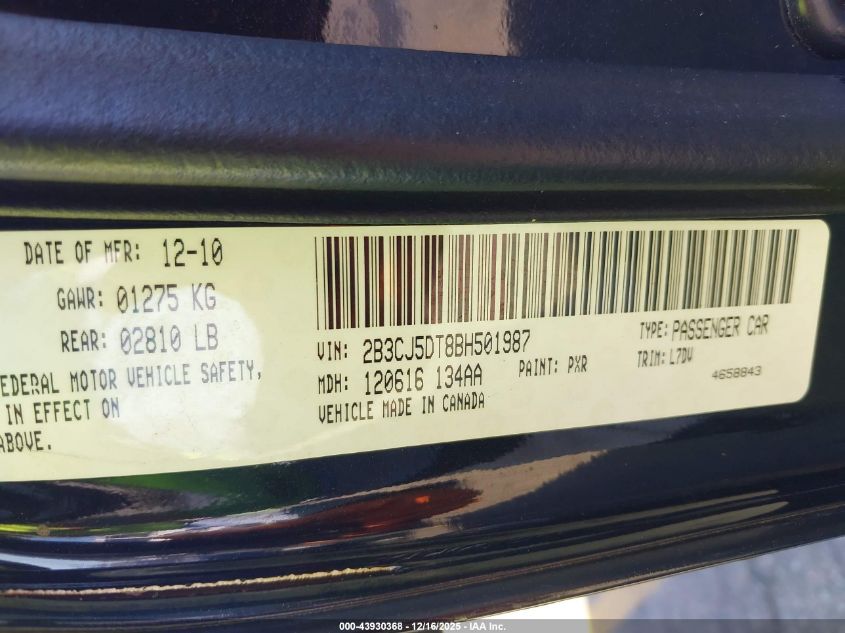 DATE OF MFR: 12-10
GAWR: 01275 KG
REAR: 02810 LB
FEDERAL MOTOR VEHICLE SAFETY,
IN EFFECT ON
ABOVE.
VIN: 2B3CJ5DT8BH501987
TYPE: PASSENGER CAR
MDH: 120616 134AA
PAINT: PXR
TRIM: L7DV
VEHICLE MADE IN CANADA
4658843
000-43930368 - 12/16/2025 - IAA Inc.